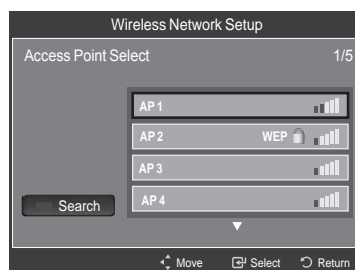 Wireless Network Setup
Access Point Select 1/5
AP 1
AP 2 WEP
AP 3
Search
AP 4
Move Select Return